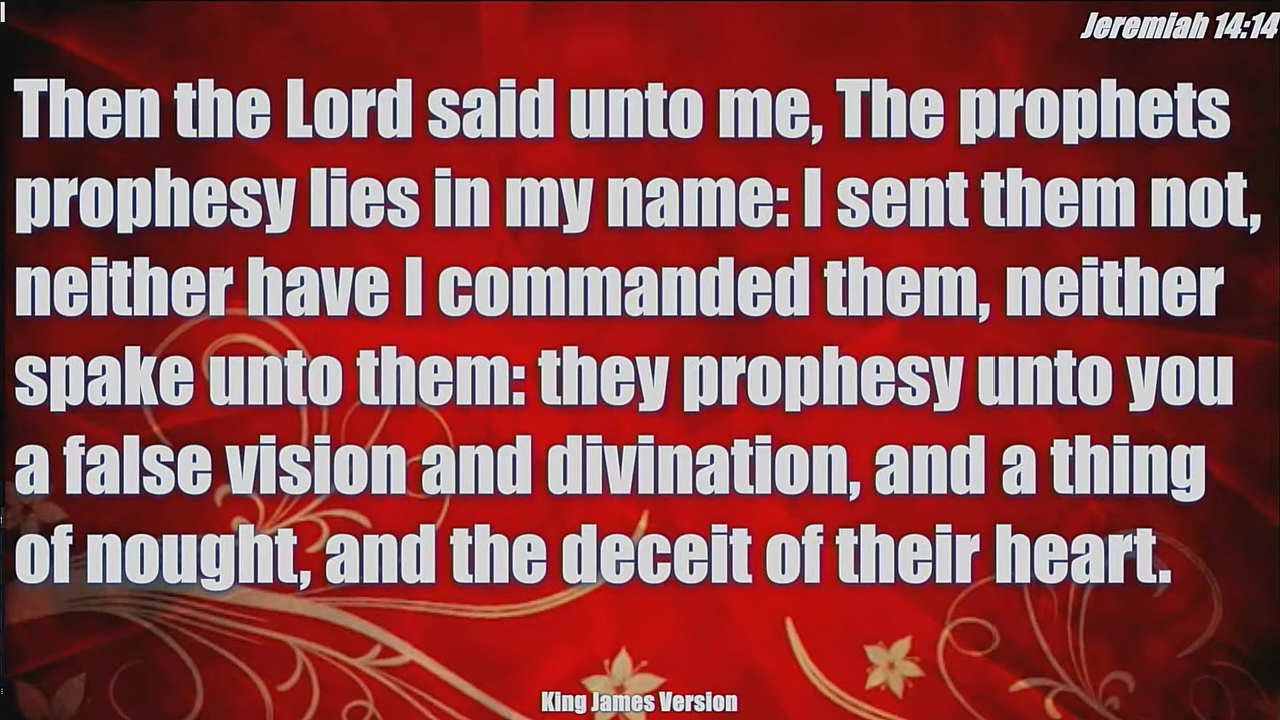 Jeremiah 14:14
Then the Lord said unto me, The prophets
prophesy lies in my name: I sent them not,
neither have I commanded them, neither
spake unto them: they prophesy unto you
a false vision and divination, and a thing
of nought, and the deceit of their heart.
King James Version